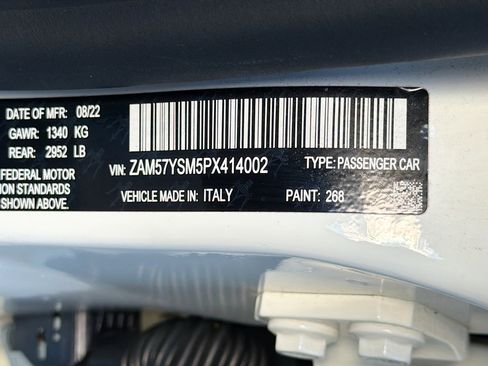 DATE OF MFR: 08/22
GAWR: 1340 KG
REAR: 2952 LB
FEDERAL MOTOR
STANDARDS
SHOWN ABOVE.
VIN: ZAM57YSM5PX414002
TYPE: PASSENGER CAR
VEHICLE MADE IN: ITALY
PAINT: 268